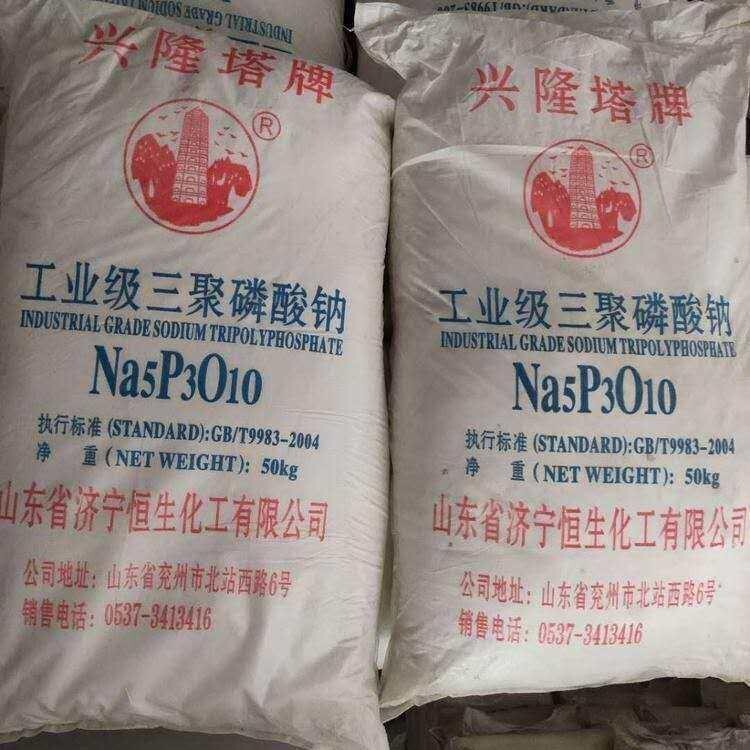 INDUSTRIAL GRADE SODIUM
GB/T9983-2004
兴隆塔牌
®
工业级三聚磷酸钠
INDUSTRIAL GRADE SODIUM TRIPOLYPHOSPHATE
Na5P3O10
执行标准 (STANDARD):GB/T9983-2004
净 重 (NET WEIGHT): 50kg
山东省济宁恒生化工有限公司
公司地址: 山东省兖州市北站西路6号
销售电话: 0537-3413416
兴隆塔牌
®
工业级三聚磷酸钠
INDUSTRIAL GRADE SODIUM TRIPOLYPHOSPHATE
Na5P3O10
执行标准 (STANDARD):GB/T9983-2004
净 重 (NET WEIGHT): 50kg
山东省济宁恒生化工有限公司
公司地址: 山东省兖州市北站西路6号
销售电话: 0537-3413416